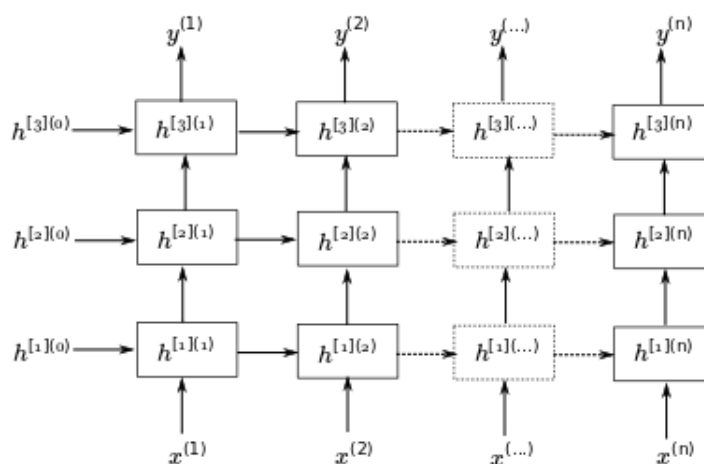 y^(1) y^(2) y^(...) y^(n)
h^[3](0) h^[3](1) h^[3](2) h^[3](...) h^[3](n)
h^[2](0) h^[2](1) h^[2](2) h^[2](...) h^[2](n)
h^[1](0) h^[1](1) h^[1](2) h^[1](...) h^[1](n)
x^(1) x^(2) x^(...) x^(n)